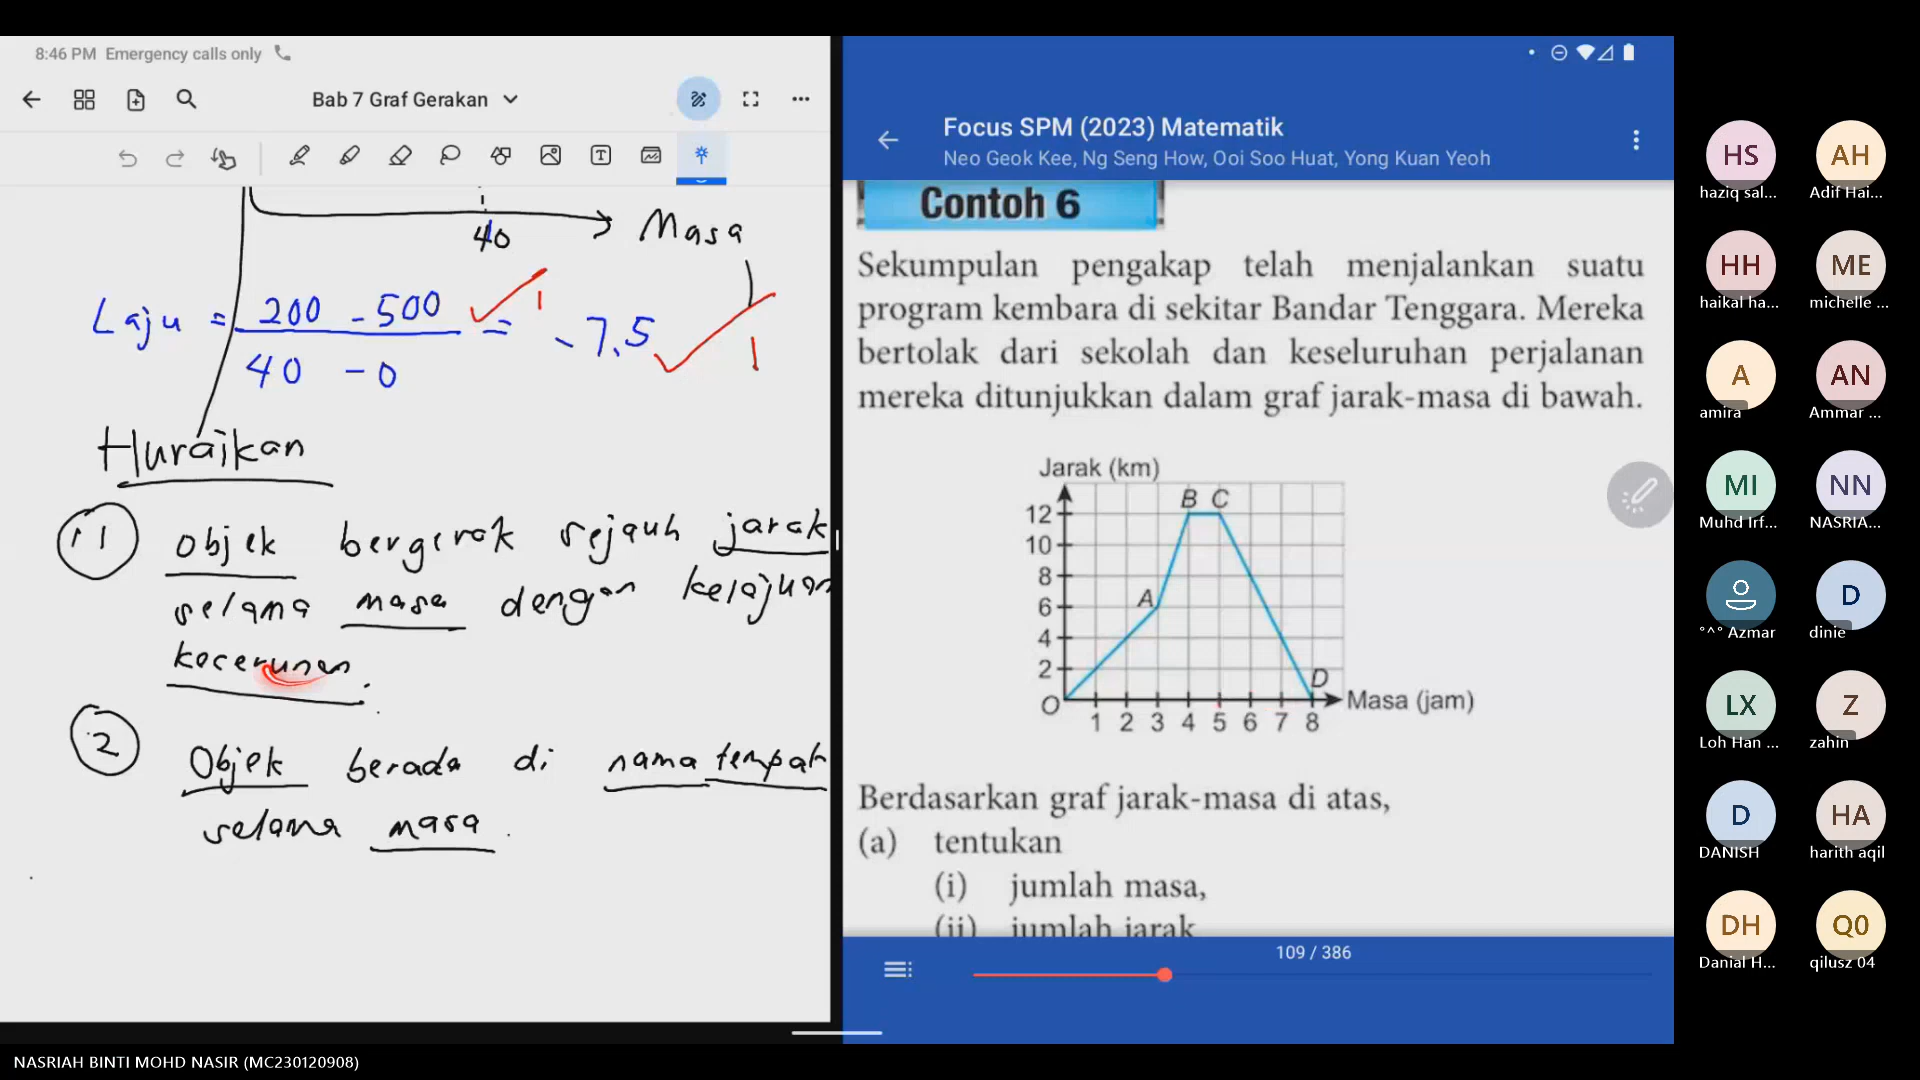 8:46 PM Emergency calls only
Bab 7 Graf Gerakan
40
Masa
Laju = 200 - 500 = - 7.5
40 - 0
1
1
Huraikan
1 Objek bergerak sejauh jarak
selama masa dengan kelajuan
kecerunan.
2 Objek berada di nama tempat
selama masa.
Focus SPM (2023) Matematik
Neo Geok Kee, Ng Seng How, Ooi Soo Huat, Yong Kuan Yeoh
Contoh 6
Sekumpulan pengakap telah menjalankan suatu
program kembara di sekitar Bandar Tenggara. Mereka
bertolak dari sekolah dan keseluruhan perjalanan
mereka ditunjukkan dalam graf jarak-masa di bawah.
Jarak (km)
B C
12
10
8
6 A
4
2
D
O
Masa (jam)
1 2 3 4 5 6 7 8
Berdasarkan graf jarak-masa di atas,
(a) tentukan
(i) jumlah masa,
(ii) jumlah jarak
109 / 386
HS AH
haziq sal... Adif Hai...
HH ME
haikal ha... michelle ...
A AN
amira Ammar ...
MI NN
Muhd Irf... NASRIA...
D
°^° Azmar dinie
LX Z
Loh Han ... zahin
D HA
DANISH harith aqil
DH Q0
Danial H... qilusz 04
NASRIAH BINTI MOHD NASIR (MC230120908)